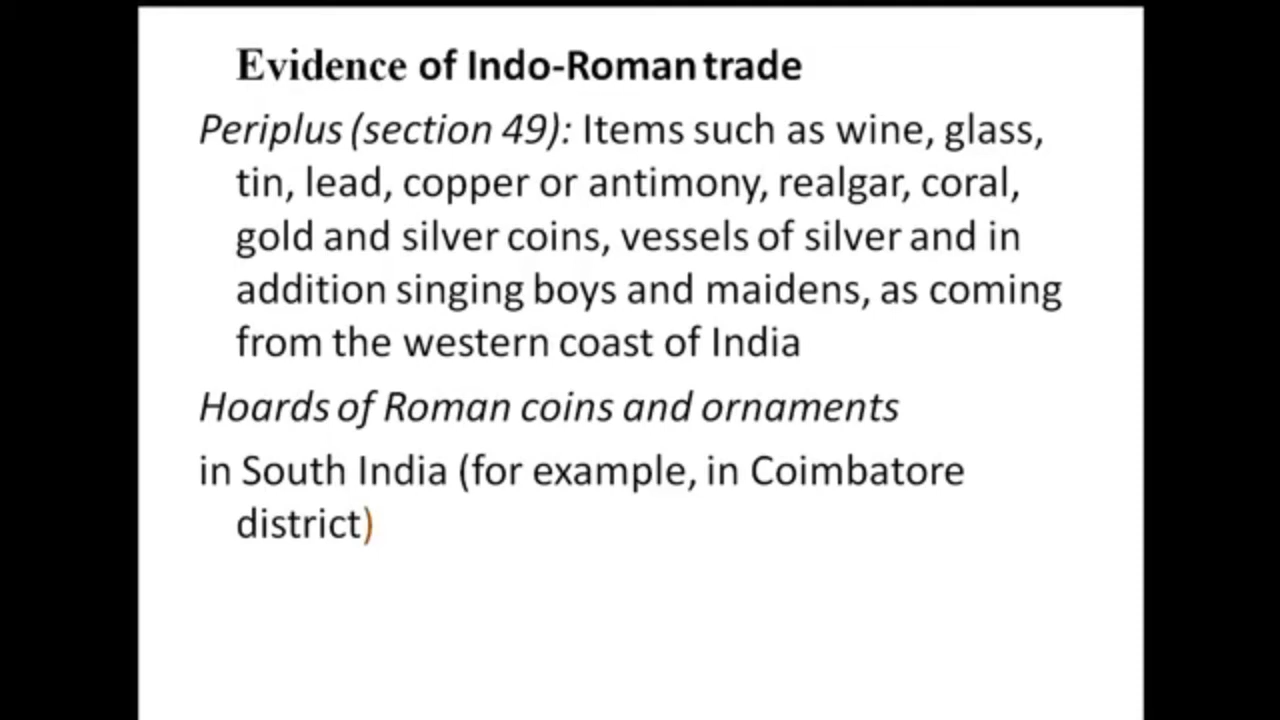 Evidence of Indo-Roman trade
Periplus (section 49): Items such as wine, glass,
tin, lead, copper or antimony, realgar, coral,
gold and silver coins, vessels of silver and in
addition singing boys and maidens, as coming
from the western coast of India
Hoards of Roman coins and ornaments
in South India (for example, in Coimbatore
district)